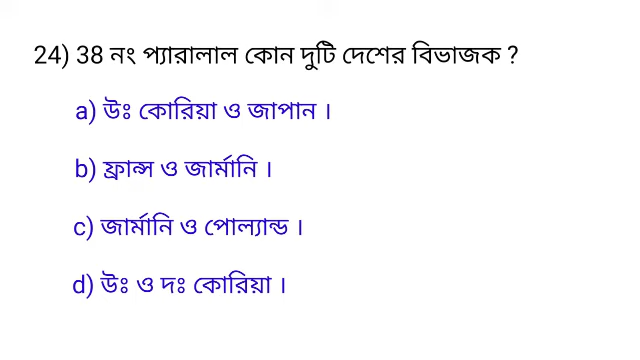 24) 38 নং প্যারালাল কোন দুটি দেশের বিভাজক ?
a) উঃ কোরিয়া ও জাপান ।
b) ফ্রান্স ও জার্মানি ।
c) জার্মানি ও পোল্যান্ড ।
d) উঃ ও দঃ কোরিয়া ।